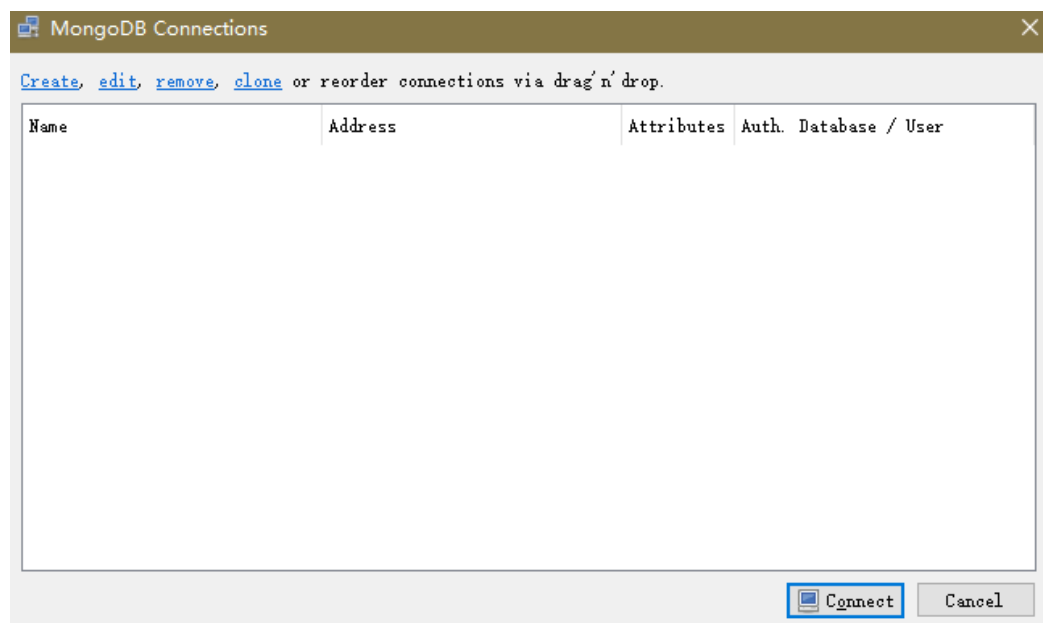 MongoDB Connections
Create, edit, remove, clone or reorder connections via drag'n'drop.
Name Address Attributes Auth. Database / User
Connect Cancel